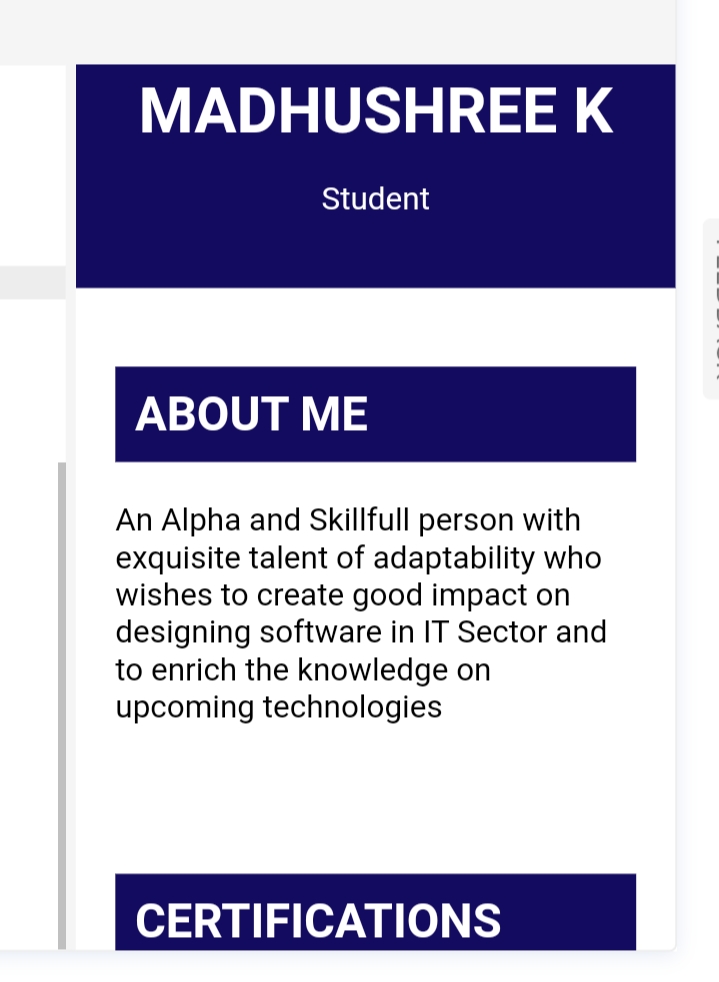 MADHUSHREE K
Student
ABOUT ME
An Alpha and Skillfull person with
exquisite talent of adaptability who
wishes to create good impact on
designing software in IT Sector and
to enrich the knowledge on
upcoming technologies
CERTIFICATIONS